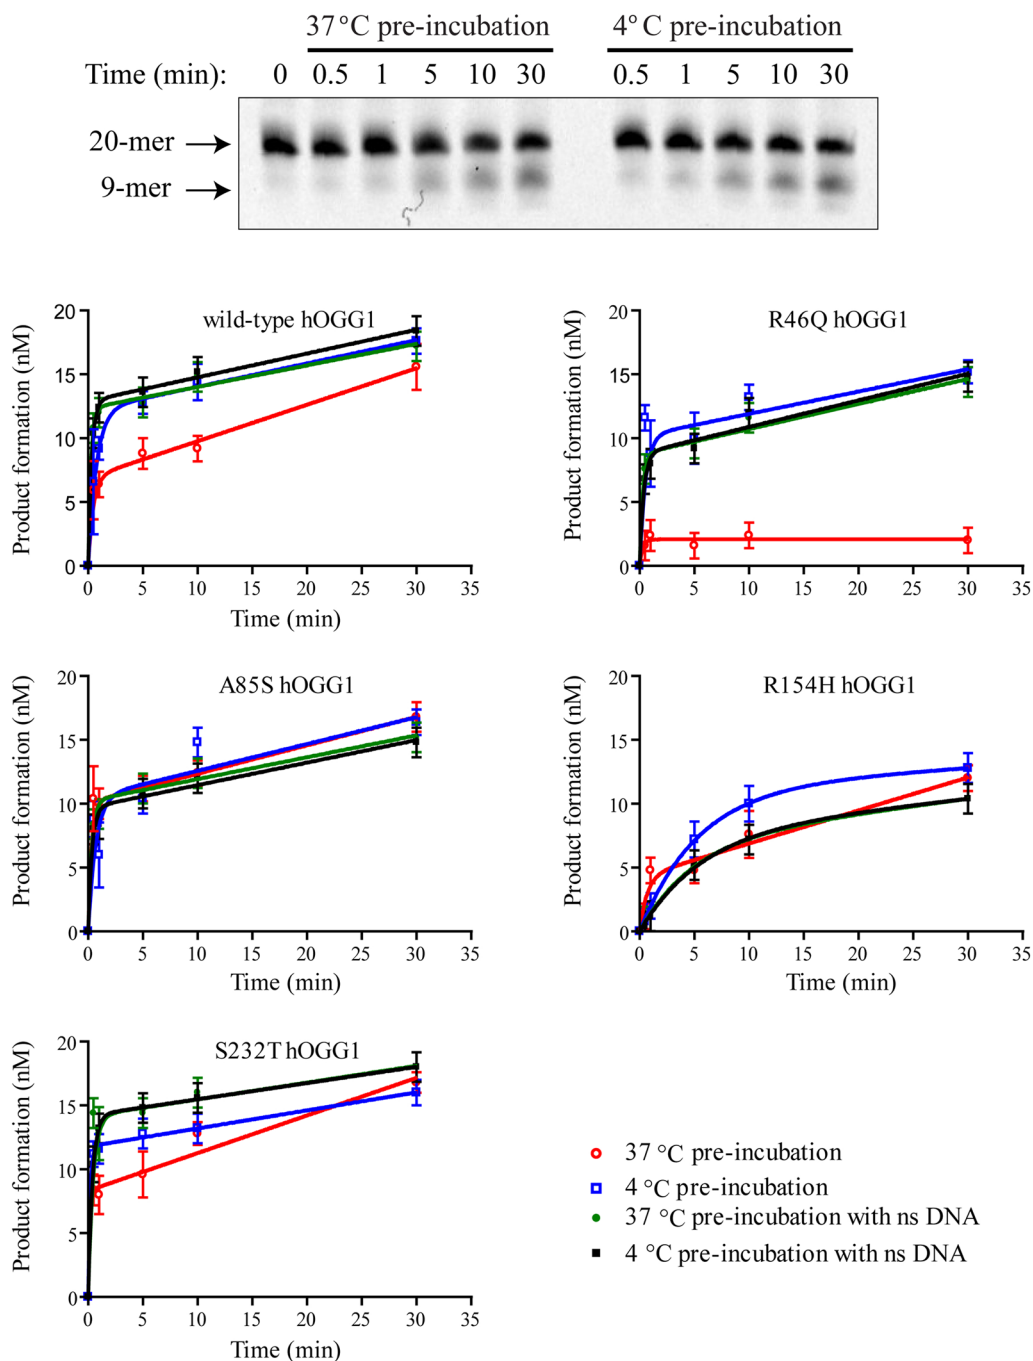 37 °C pre-incubation 4° C pre-incubation
Time (min): 0 0.5 1 5 10 30 0.5 1 5 10 30
20-mer
9-mer
wild-type hOGG1
Product formation (nM)
20
15
10
5
0
0 5 10 15 20 25 30 35
Time (min)
R46Q hOGG1
Product formation (nM)
20
15
10
5
0
0 5 10 15 20 25 30 35
Time (min)
A85S hOGG1
Product formation (nM)
20
15
10
5
0
0 5 10 15 20 25 30 35
Time (min)
R154H hOGG1
Product formation (nM)
20
15
10
5
0
0 5 10 15 20 25 30 35
Time (min)
S232T hOGG1
Product formation (nM)
20
15
10
5
0
0 5 10 15 20 25 30 35
Time (min)
37 °C pre-incubation
4 °C pre-incubation
37 °C pre-incubation with ns DNA
4 °C pre-incubation with ns DNA